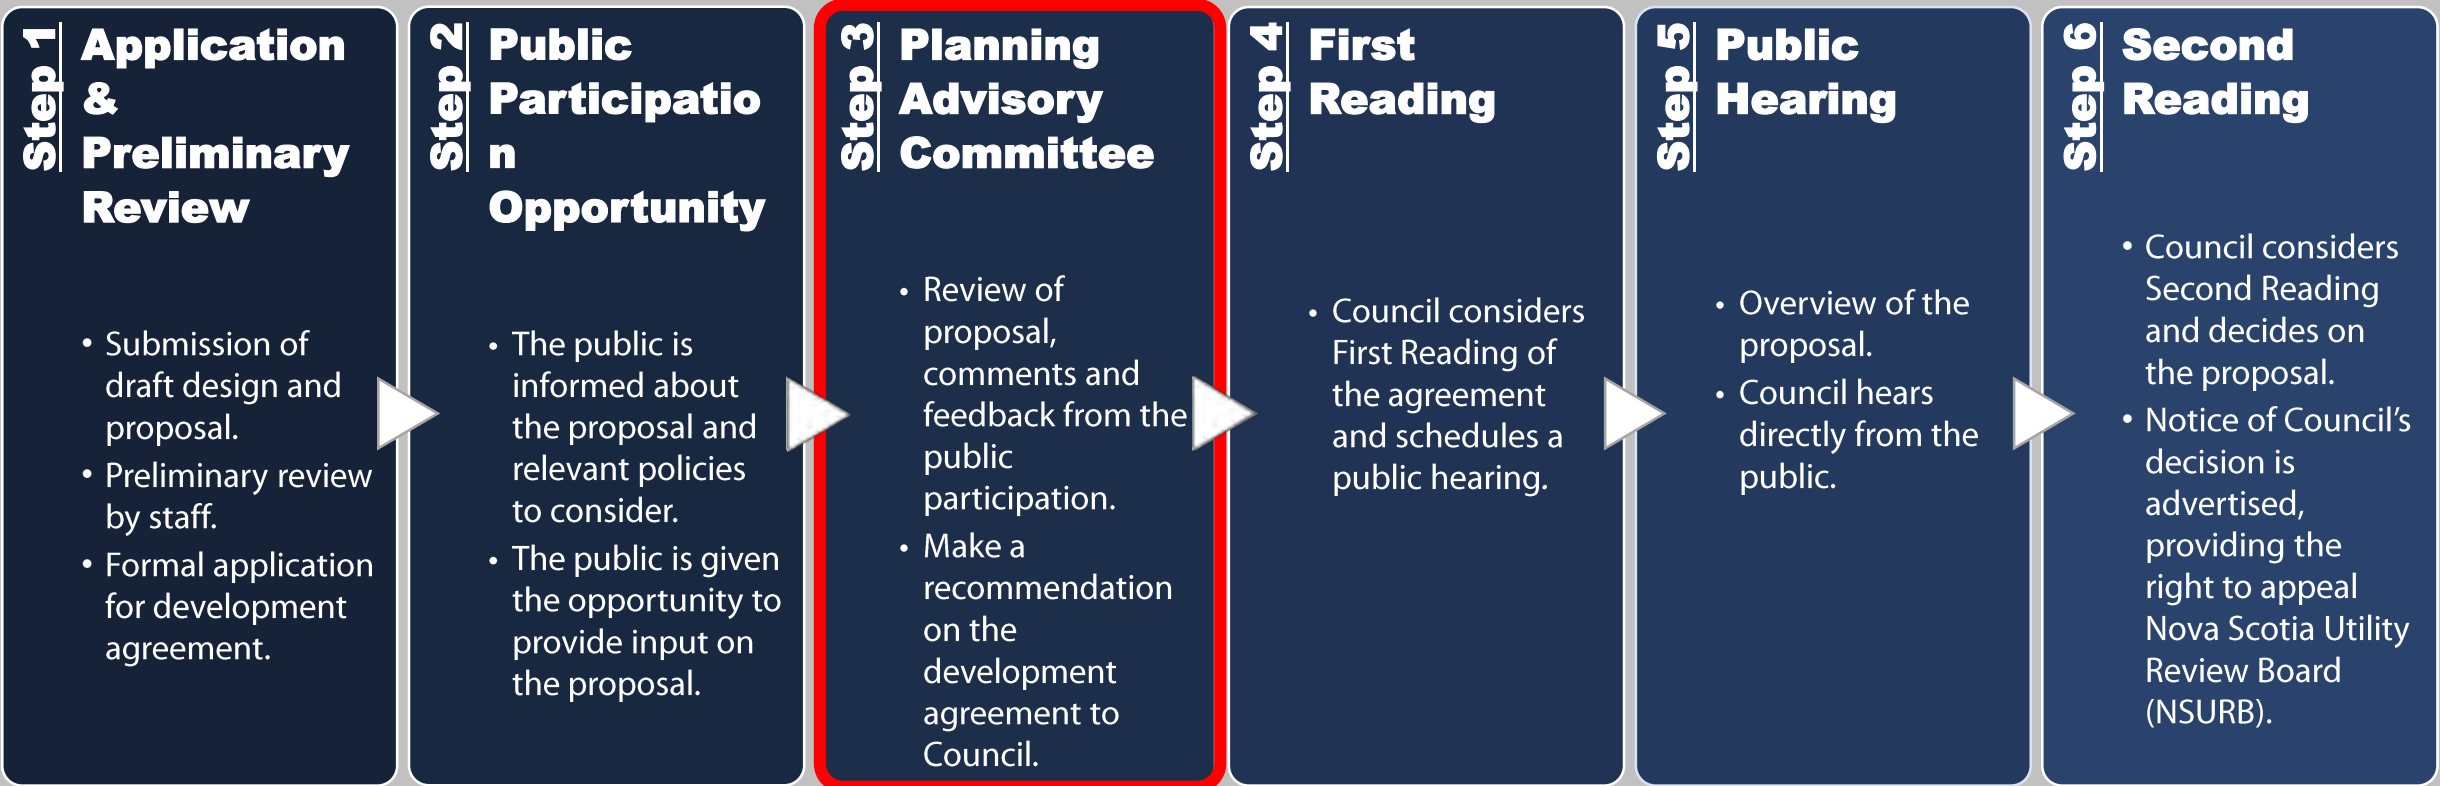 Step 1
Application
&
Preliminary
Review
• Submission of
draft design and
proposal.
• Preliminary review
by staff.
• Formal application
for development
agreement.
Step 2
Public
Participatio
n
Opportunity
• The public is
informed about
the proposal and
relevant policies
to consider.
• The public is given
the opportunity to
provide input on
the proposal.
Step 3
Planning
Advisory
Committee
• Review of
proposal,
comments and
feedback from the
public
participation.
• Make a
recommendation
on the
development
agreement to
Council.
Step 4
First
Reading
• Council considers
First Reading of
the agreement
and schedules a
public hearing.
Step 5
Public
Hearing
• Overview of the
proposal.
• Council hears
directly from the
public.
Step 6
Second
Reading
• Council considers
Second Reading
and decides on
the proposal.
• Notice of Council’s
decision is
advertised,
providing the
right to appeal
Nova Scotia Utility
Review Board
(NSURB).